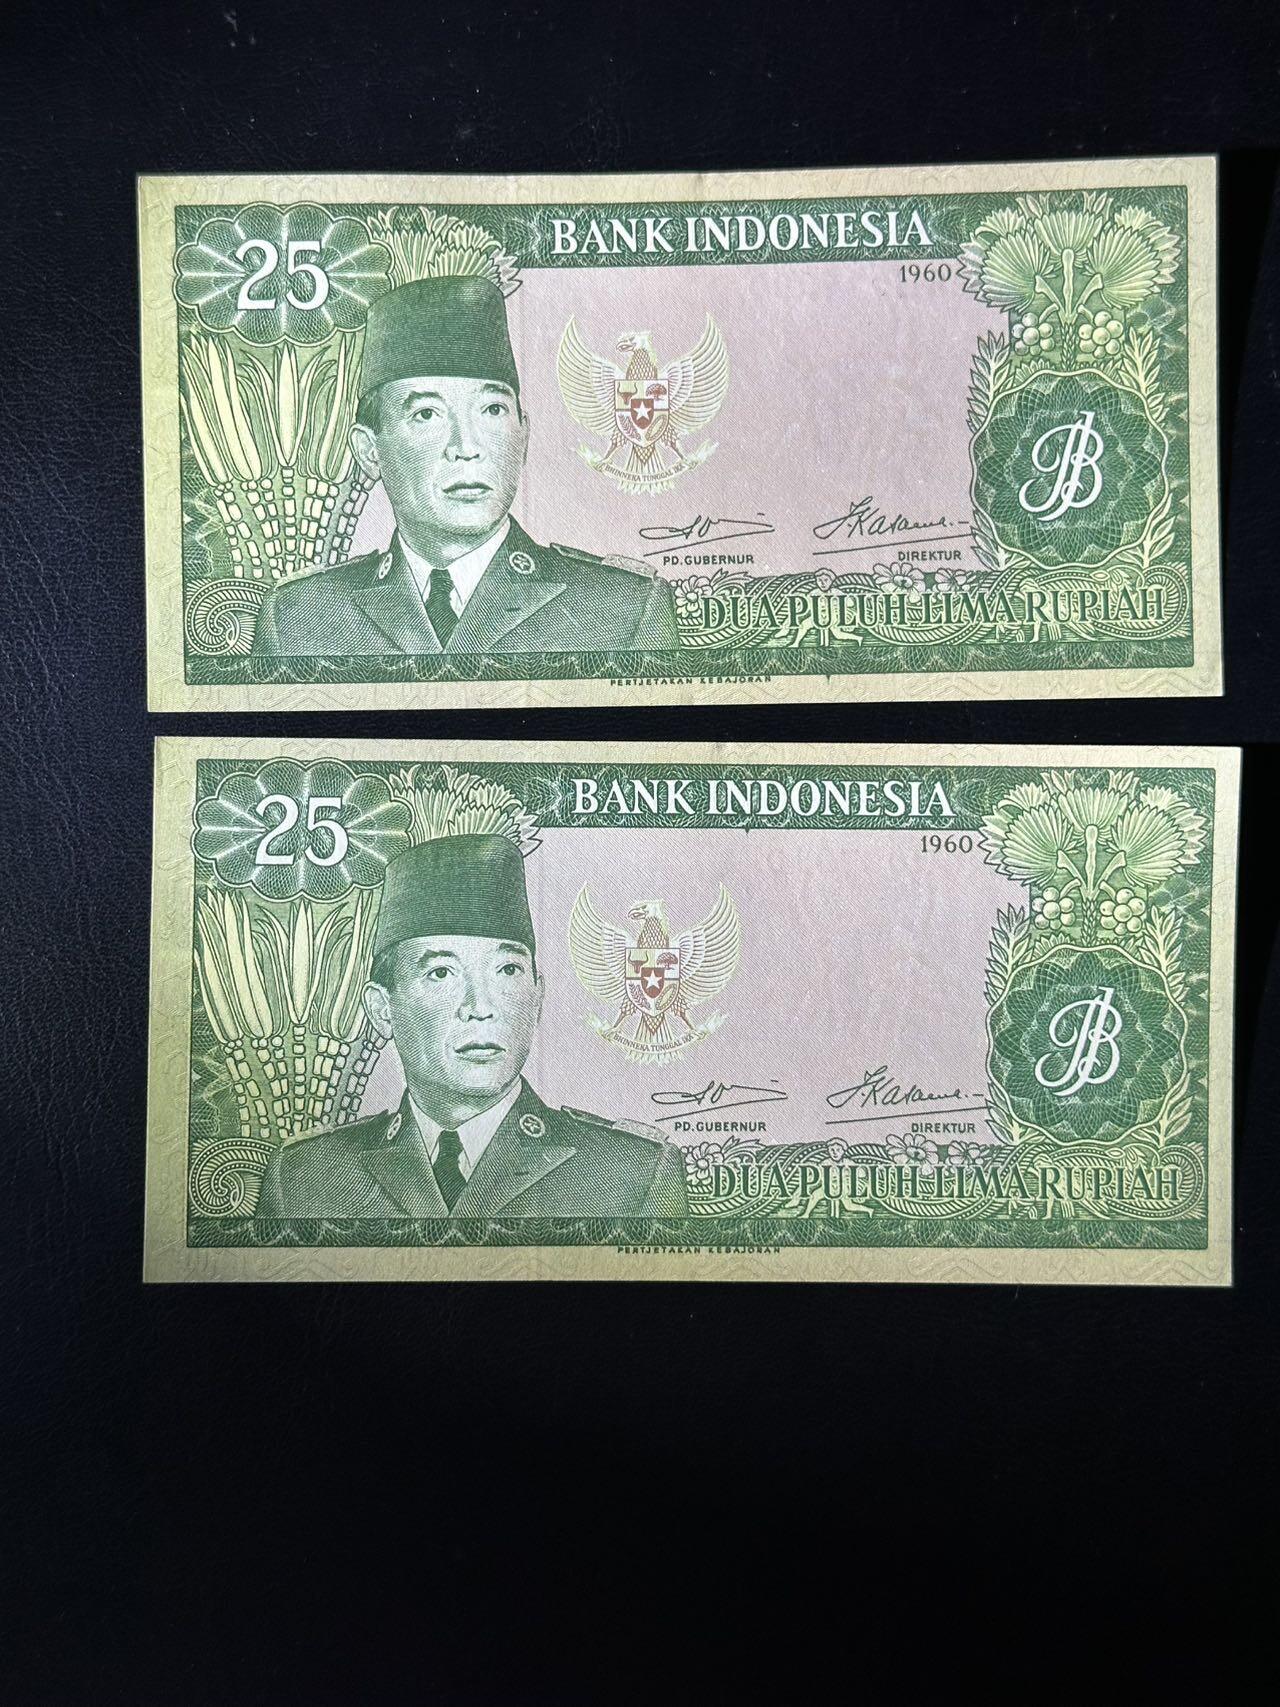 25
BANK INDONESIA
1960
BHINNEKA TUNGGAL IKA
PD. GUBERNUR
DIREKTUR
DUA PULUH LIMA RUPIAH
PERTJETAKAN KEBAJORAN
25
BANK INDONESIA
1960
BHINNEKA TUNGGAL IKA
PD. GUBERNUR
DIREKTUR
DUA PULUH LIMA RUPIAH
PERTJETAKAN KEBAJORAN